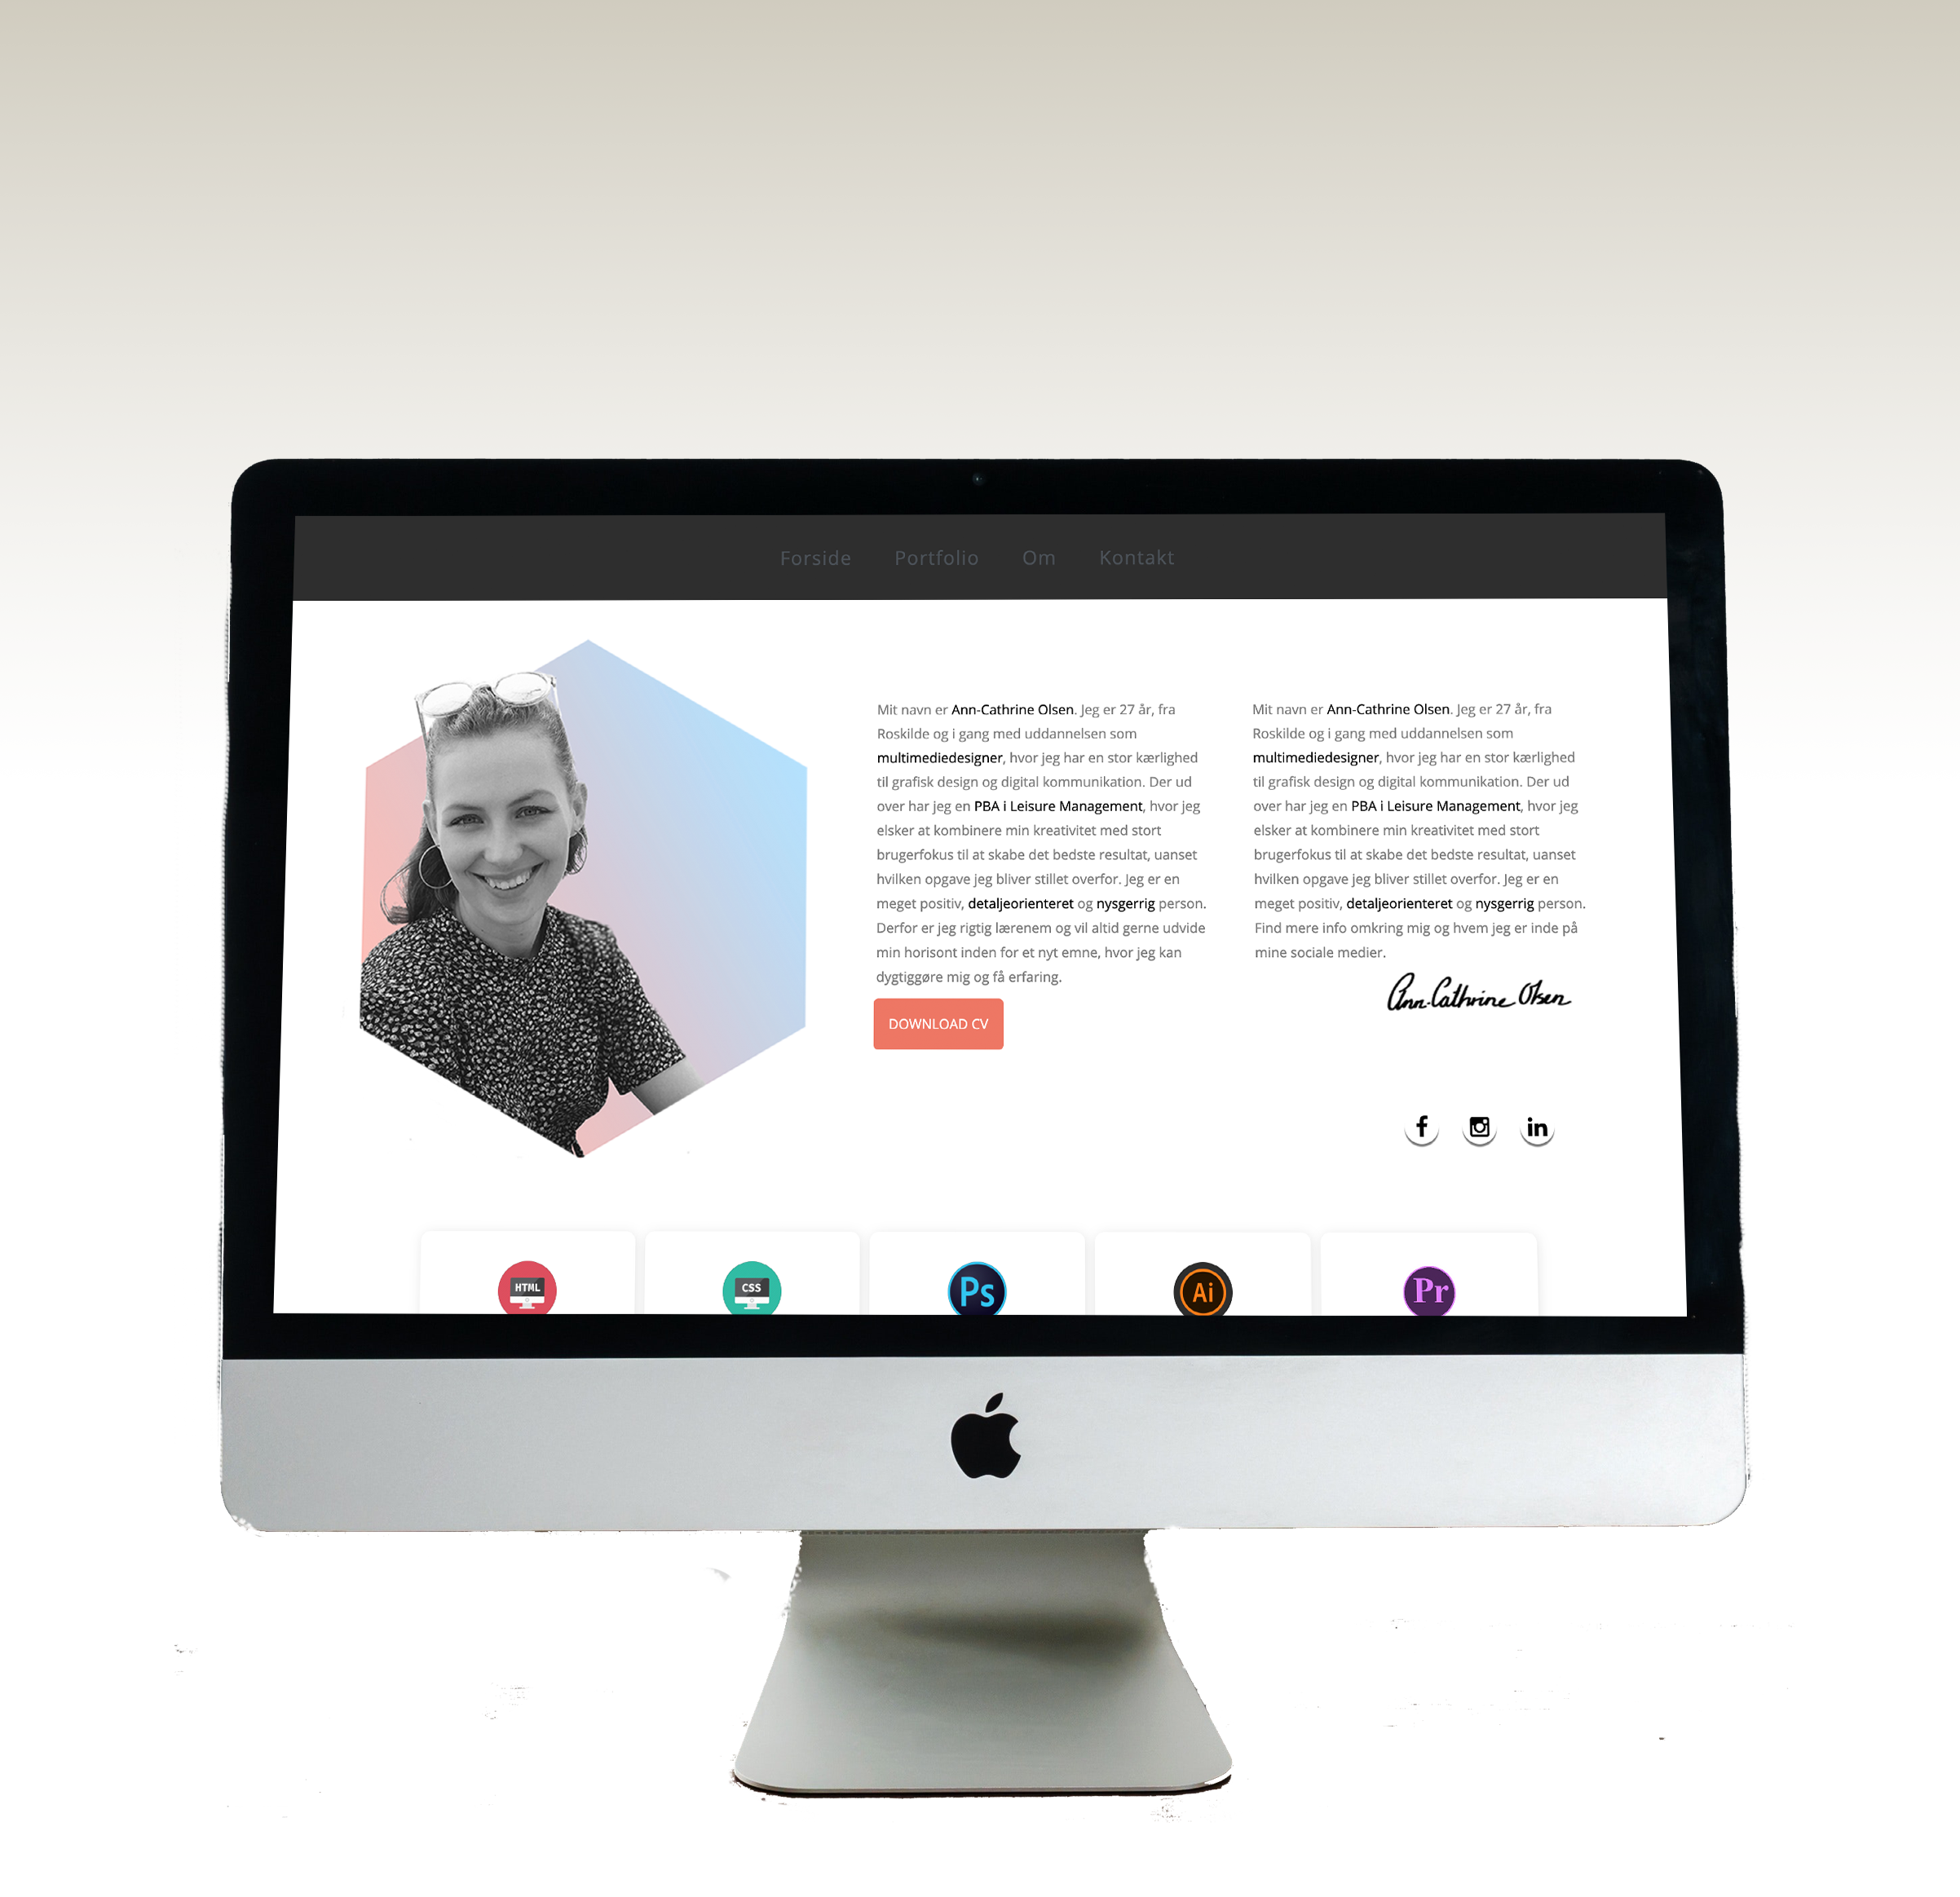 Forside Portfolio Om Kontakt
Mit navn er Ann-Cathrine Olsen. Jeg er 27 år, fra
Roskilde og i gang med uddannelsen som
multimediedesigner, hvor jeg har en stor kærlighed
til grafisk design og digital kommunikation. Der ud
over har jeg en PBA i Leisure Management, hvor jeg
elsker at kombinere min kreativitet med stort
brugerfokus til at skabe det bedste resultat, uanset
hvilken opgave jeg bliver stillet overfor. Jeg er en
meget positiv, detaljeorienteret og nysgerrig person.
Derfor er jeg rigtig lærenem og vil altid gerne udvide
min horisont inden for et nyt emne, hvor jeg kan
dygtiggøre mig og få erfaring.
DOWNLOAD CV
Mit navn er Ann-Cathrine Olsen. Jeg er 27 år, fra
Roskilde og i gang med uddannelsen som
multimediedesigner, hvor jeg har en stor kærlighed
til grafisk design og digital kommunikation. Der ud
over har jeg en PBA i Leisure Management, hvor jeg
elsker at kombinere min kreativitet med stort
brugerfokus til at skabe det bedste resultat, uanset
hvilken opgave jeg bliver stillet overfor. Jeg er en
meget positiv, detaljeorienteret og nysgerrig person.
Find mere info omkring mig og hvem jeg er inde på
mine sociale medier.
Ann-Cathrine Olsen
f in
HTML CSS Ps Ai Pr